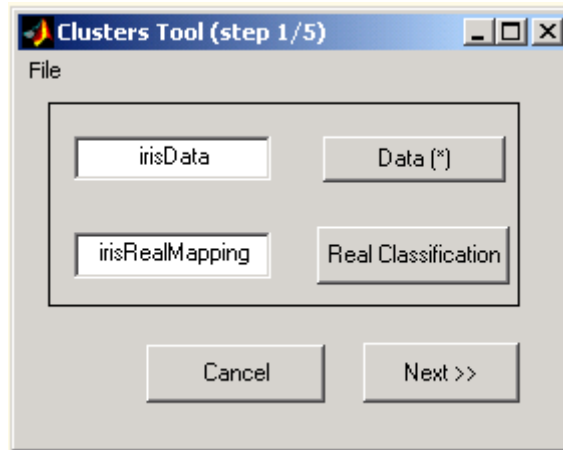 Clusters Tool (step 1/5)
File
irisData
Data (*)
irisRealMapping
Real Classification
Cancel
Next >>